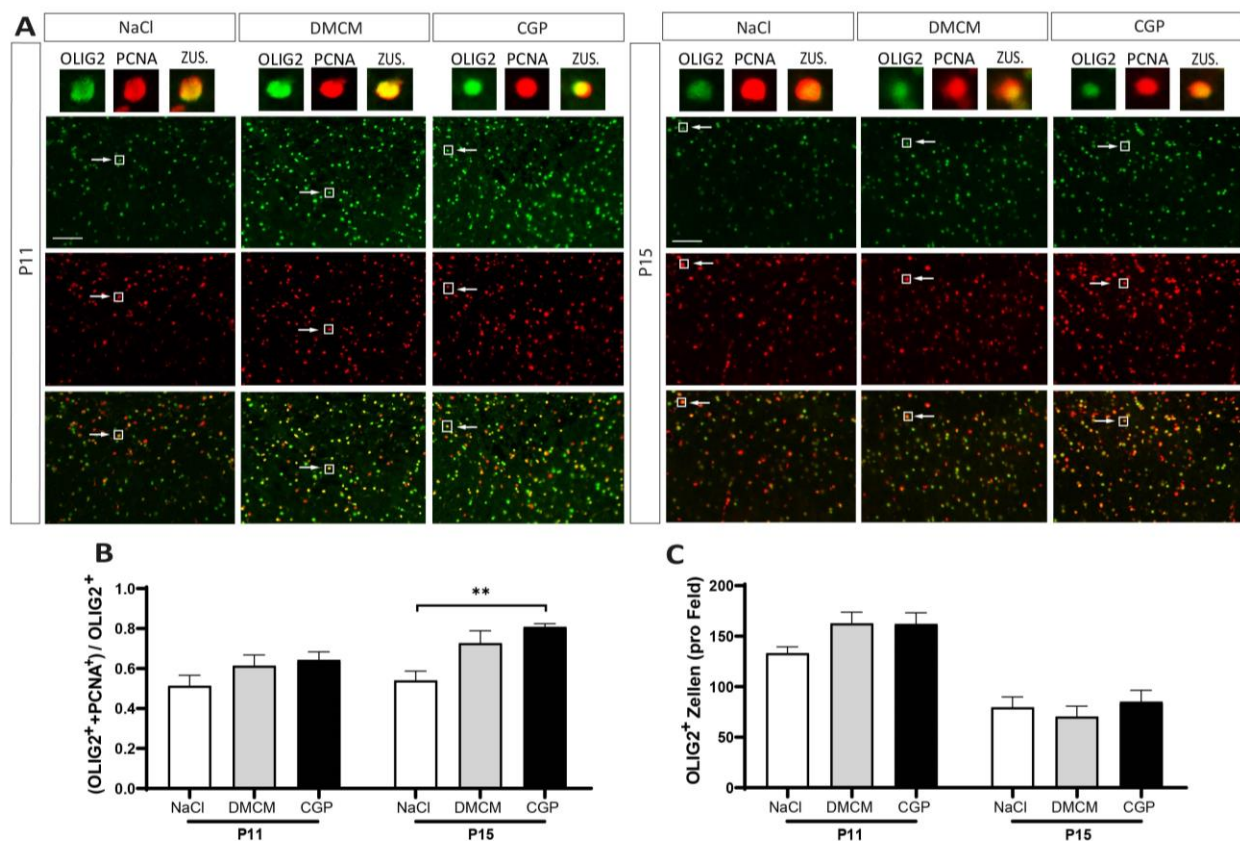 A
NaCl DMCM CGP
OLIG2 PCNA ZUS. OLIG2 PCNA ZUS. OLIG2 PCNA ZUS.
P11
NaCl DMCM CGP
OLIG2 PCNA ZUS. OLIG2 PCNA ZUS. OLIG2 PCNA ZUS.
P15
B
(OLIG2++PCNA+) / OLIG2+
1.0
0.8
0.6
0.4
0.2
0.0
**
NaCl DMCM CGP NaCl DMCM CGP
P11 P15
C
OLIG2+ Zellen (pro Feld)
200
150
100
50
0
NaCl DMCM CGP NaCl DMCM CGP
P11 P15